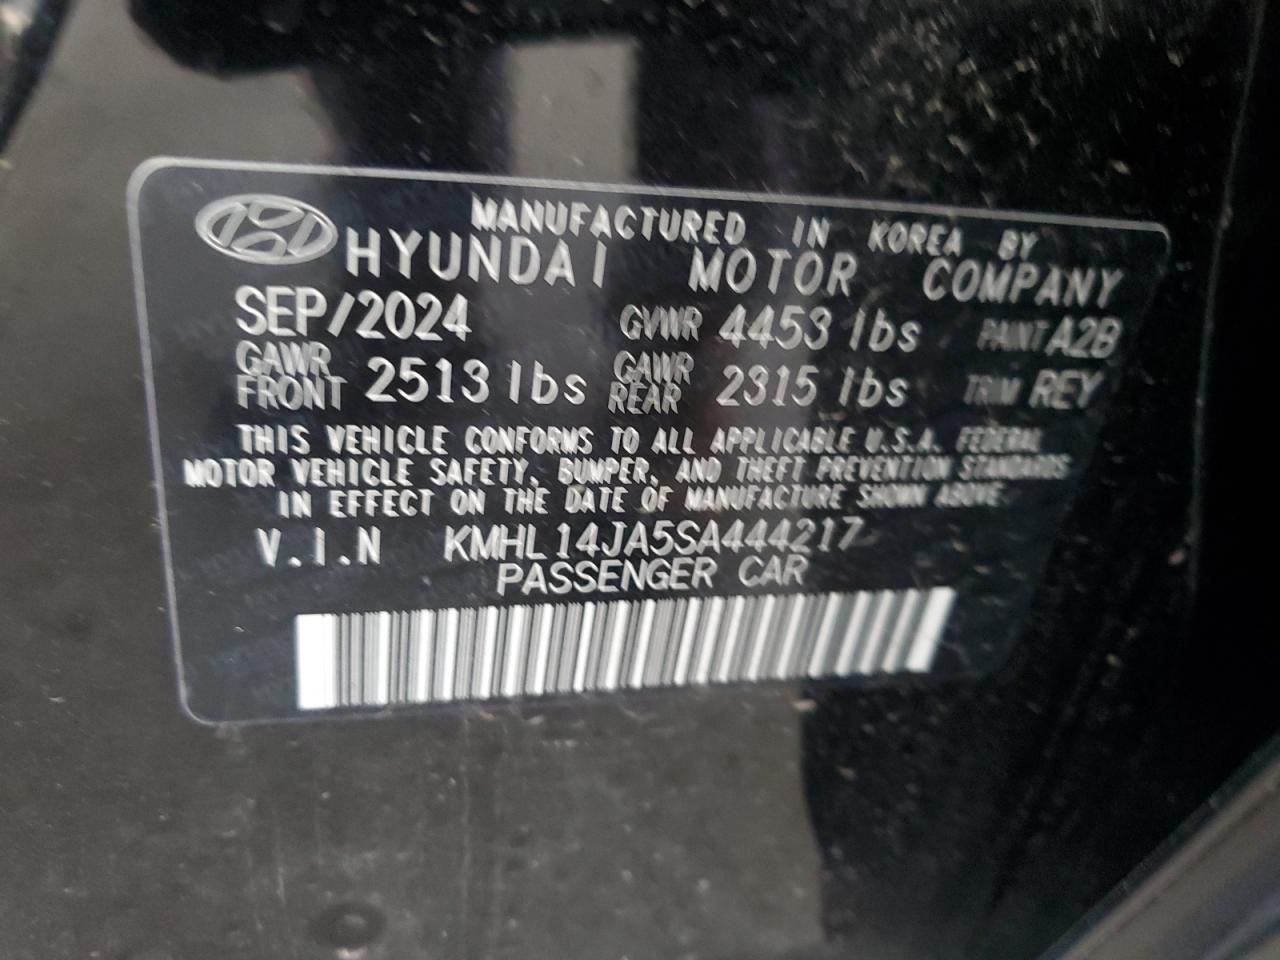 MANUFACTURED IN KOREA BY
HYUNDAI MOTOR COMPANY
SEP/2024 GVWR 4453 lbs PAINT A2B
GAWR FRONT 2513 lbs GAWR REAR 2315 lbs TRIM REY
THIS VEHICLE CONFORMS TO ALL APPLICABLE U.S.A. FEDERAL
MOTOR VEHICLE SAFETY, BUMPER, AND THEFT PREVENTION STANDARDS
IN EFFECT ON THE DATE OF MANUFACTURE SHOWN ABOVE.
V.I.N KMHL14JA5SA444217
PASSENGER CAR